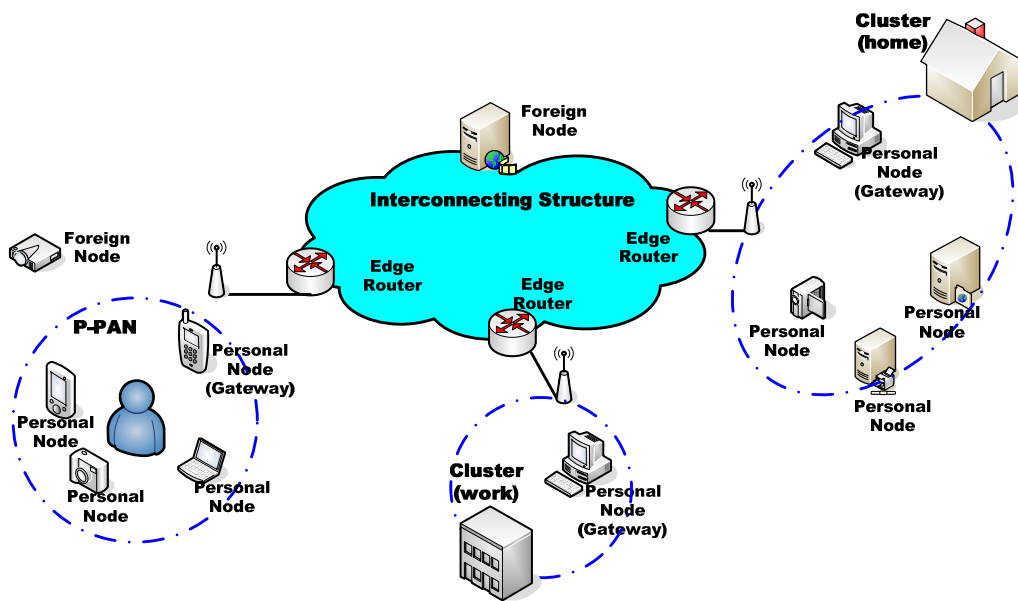 Cluster
(home)
Foreign
Node
Personal
Node
(Gateway)
Interconnecting Structure
Edge
Router
Foreign
Node
Edge
Router
Edge
Router
P-PAN
Personal
Node
(Gateway)
Personal
Node
Personal
Node
Personal
Node
Personal
Node
Personal
Node
Personal
Node
Cluster
(work)
Personal
Node
(Gateway)